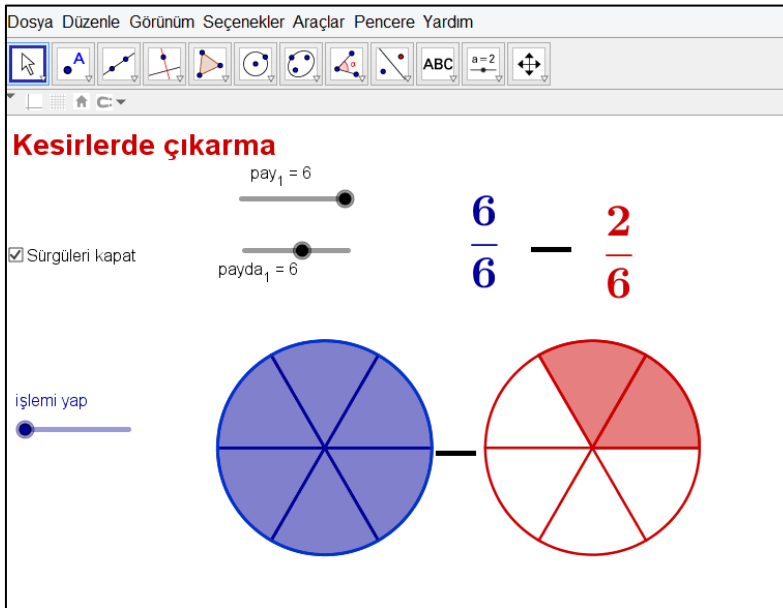 Dosya Düzenle Görünüm Seçenekler Araçlar Pencere Yardım
A α ABC a=2
Kesirlerde çıkarma
pay₁ = 6
Sürgüleri kapat
payda₁ = 6
6/6 — 2/6
işlemi yap